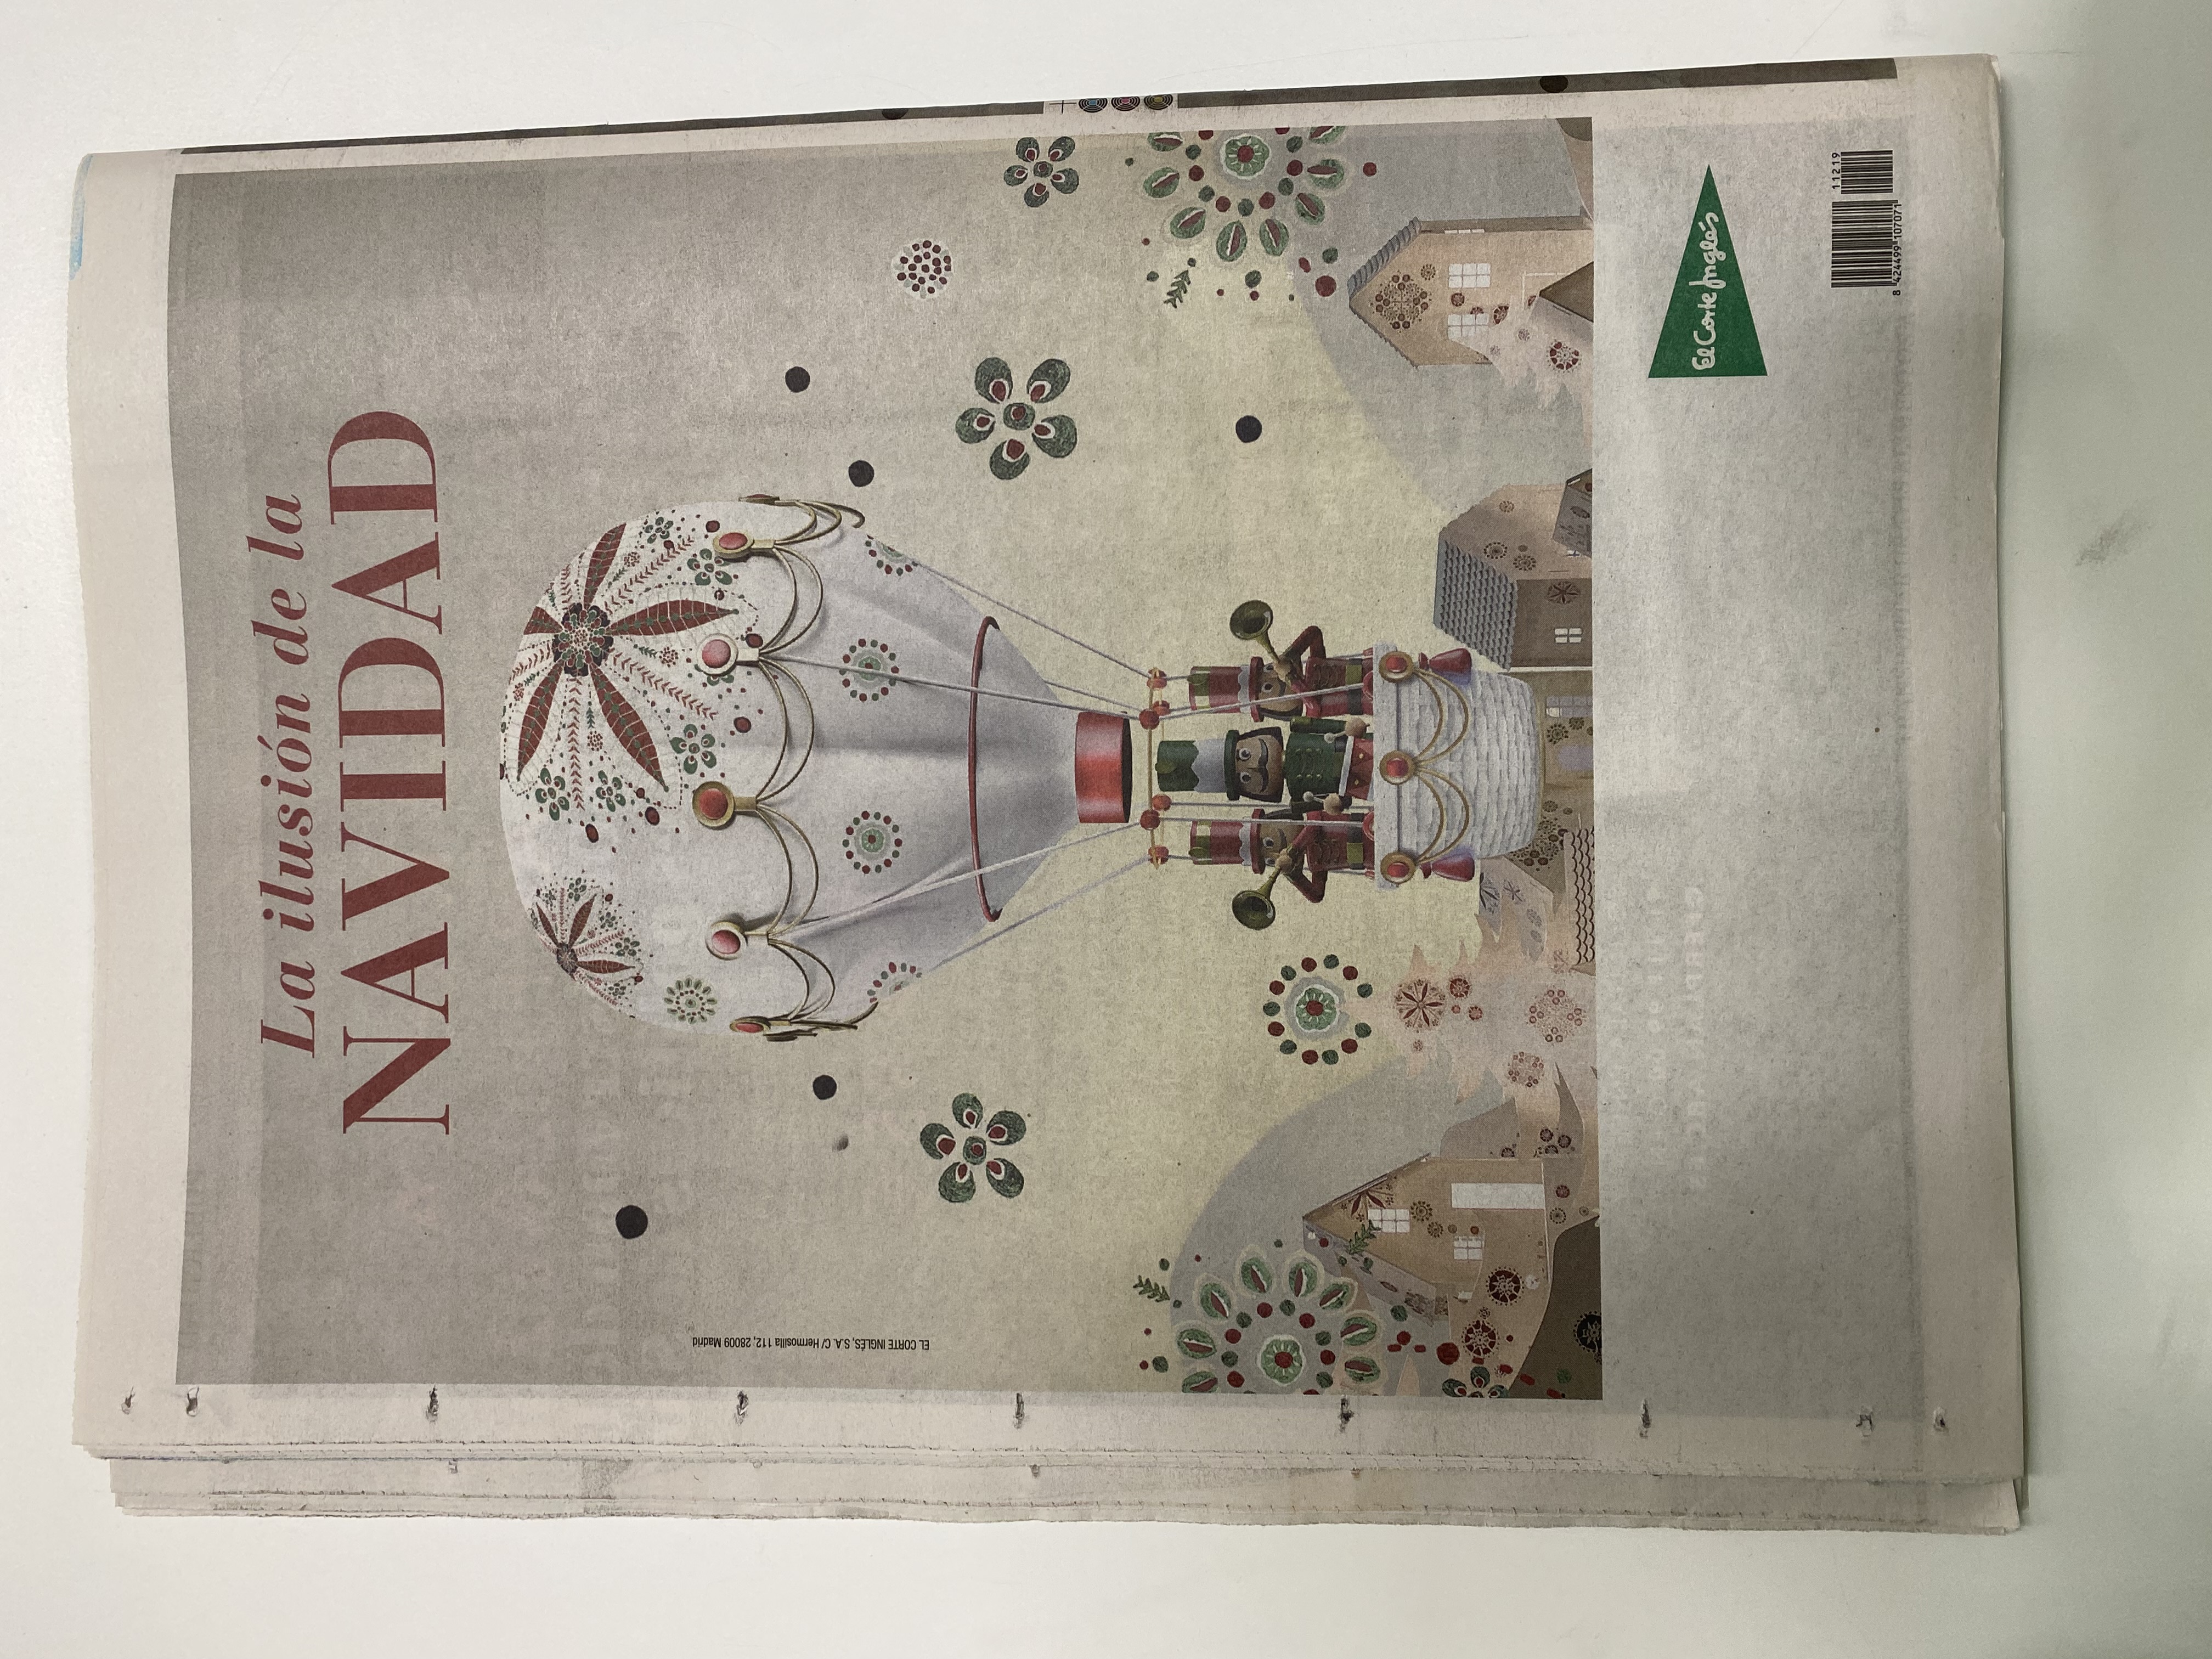 La ilusión de la
NAVIDAD
EL CORTE INGLÉS, S.A. C/ Hermosilla 112, 28009 Madrid
El Corte Inglés
11219
8 424499 107071